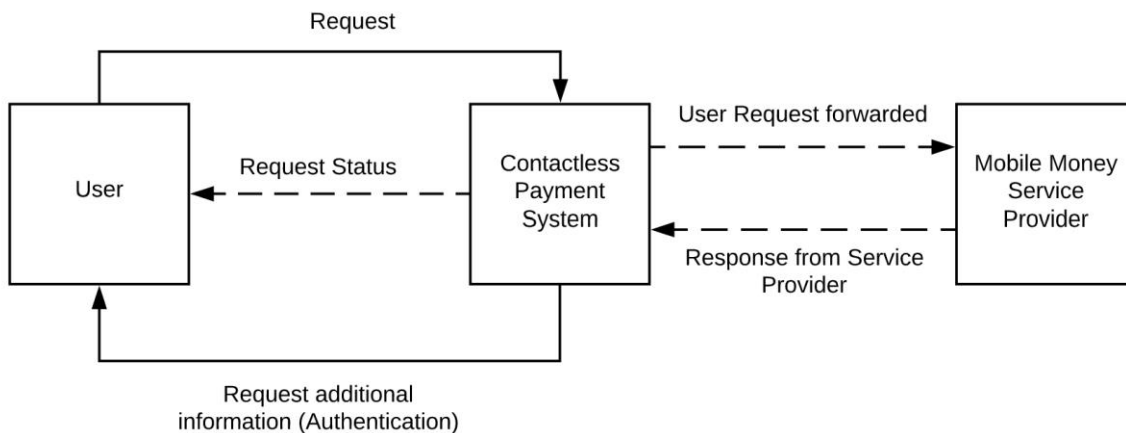 Request
User
Request Status
Contactless
Payment
System
User Request forwarded
Response from Service
Provider
Mobile Money
Service
Provider
Request additional
information (Authentication)